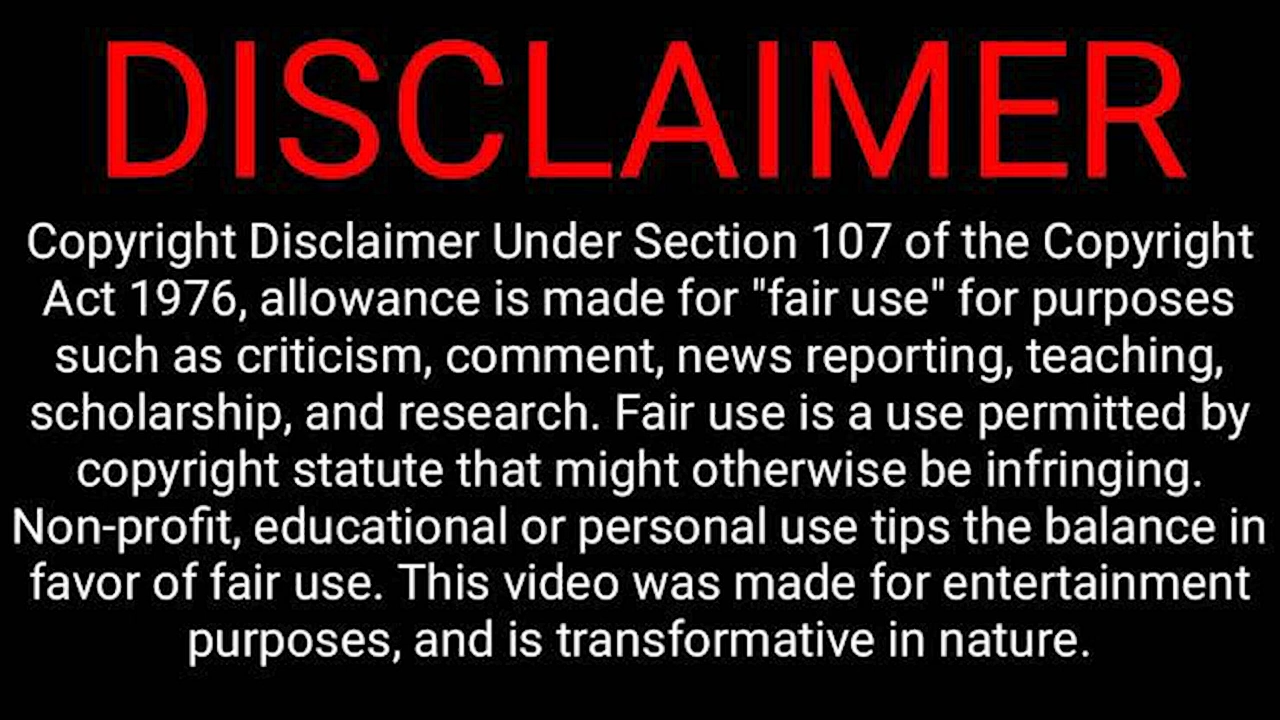 DISCLAIMER
Copyright Disclaimer Under Section 107 of the Copyright
Act 1976, allowance is made for "fair use" for purposes
such as criticism, comment, news reporting, teaching,
scholarship, and research. Fair use is a use permitted by
copyright statute that might otherwise be infringing.
Non-profit, educational or personal use tips the balance in
favor of fair use. This video was made for entertainment
purposes, and is transformative in nature.